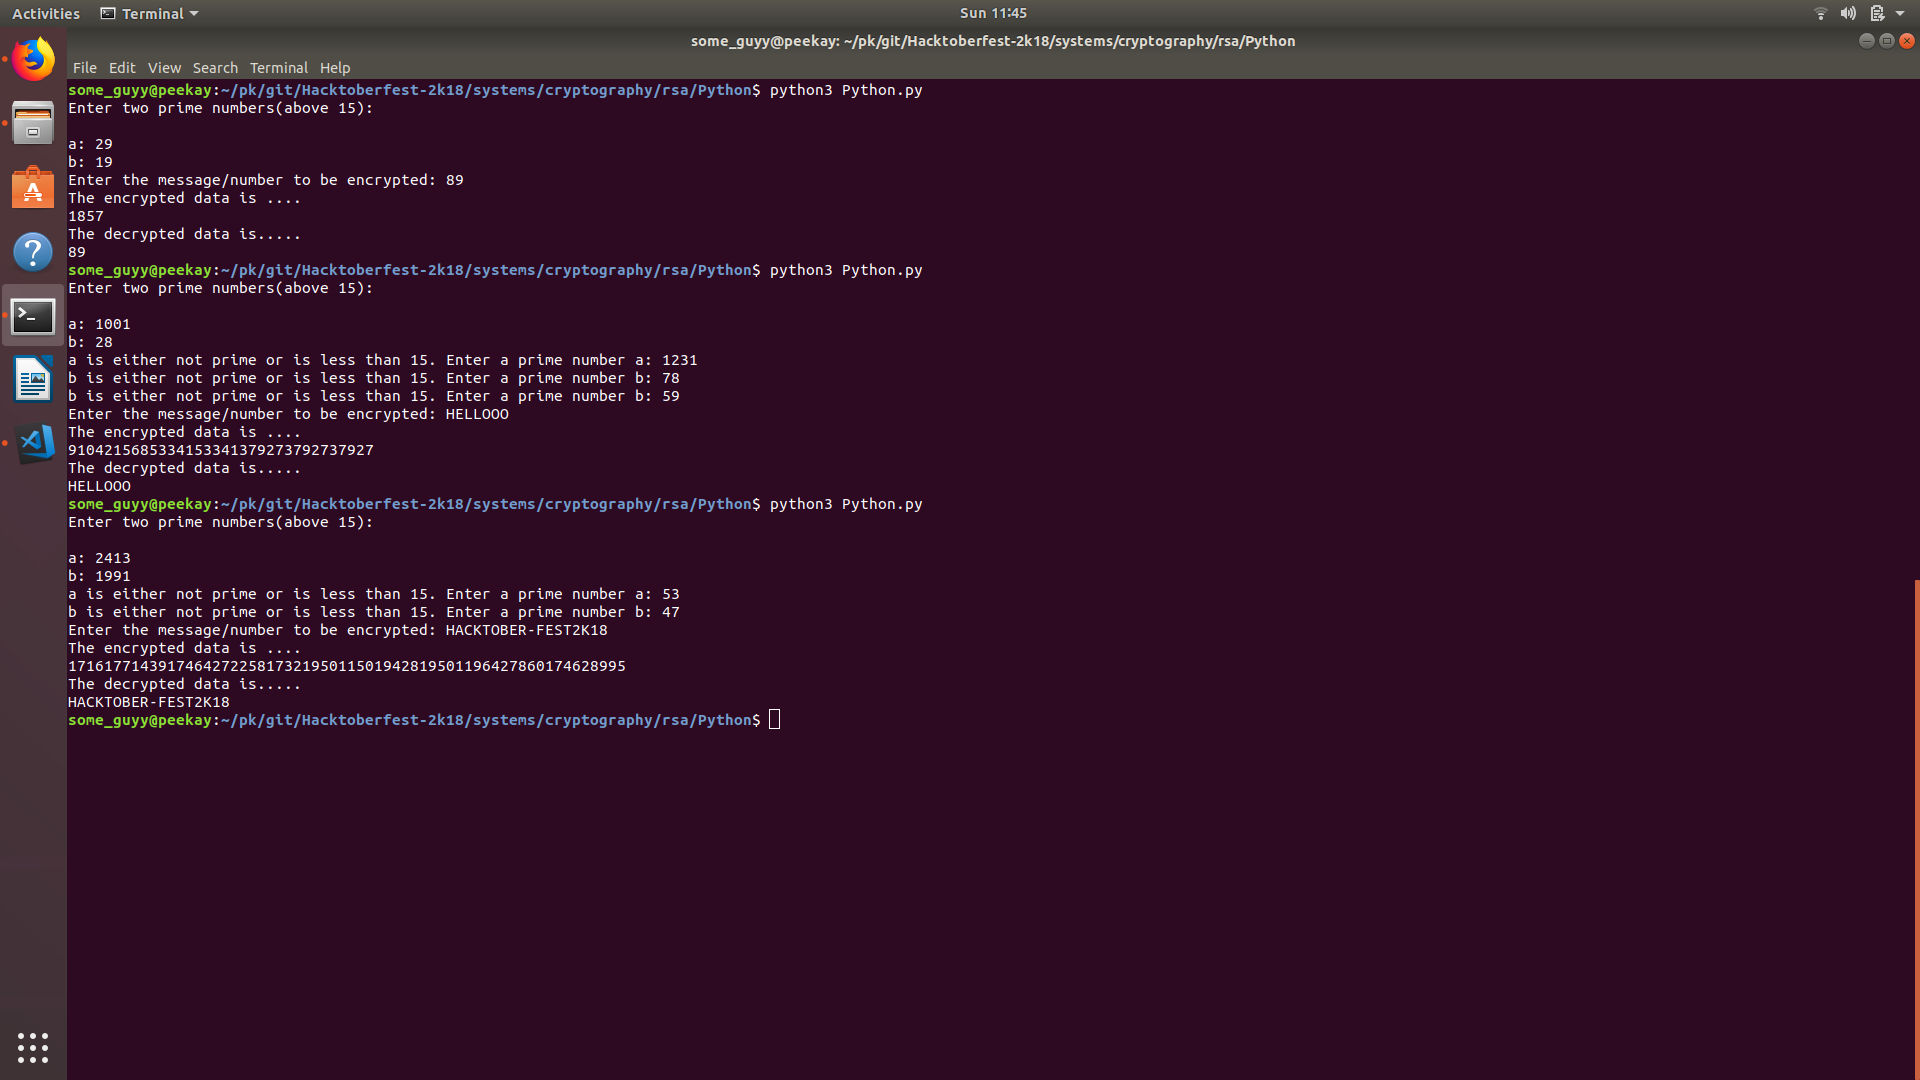 Activities Terminal Sun 11:45
some_guyy@peekay: ~/pk/git/Hacktoberfest-2k18/systems/cryptography/rsa/Python
File Edit View Search Terminal Help
some_guyy@peekay:~/pk/git/Hacktoberfest-2k18/systems/cryptography/rsa/Python$ python3 Python.py
Enter two prime numbers(above 15):
a: 29
b: 19
Enter the message/number to be encrypted: 89
The encrypted data is ....
1857
The decrypted data is.....
89
some_guyy@peekay:~/pk/git/Hacktoberfest-2k18/systems/cryptography/rsa/Python$ python3 Python.py
Enter two prime numbers(above 15):
a: 1001
b: 28
a is either not prime or is less than 15. Enter a prime number a: 1231
b is either not prime or is less than 15. Enter a prime number b: 78
b is either not prime or is less than 15. Enter a prime number b: 59
Enter the message/number to be encrypted: HELLOOO
The encrypted data is ....
9104215685334153341379273792737927
The decrypted data is.....
HELLOOO
some_guyy@peekay:~/pk/git/Hacktoberfest-2k18/systems/cryptography/rsa/Python$ python3 Python.py
Enter two prime numbers(above 15):
a: 2413
b: 1991
a is either not prime or is less than 15. Enter a prime number a: 53
b is either not prime or is less than 15. Enter a prime number b: 47
Enter the message/number to be encrypted: HACKTOBER-FEST2K18
The encrypted data is ....
17161771439174642722581732195011501942819501196427860174628995
The decrypted data is.....
HACKTOBER-FEST2K18
some_guyy@peekay:~/pk/git/Hacktoberfest-2k18/systems/cryptography/rsa/Python$